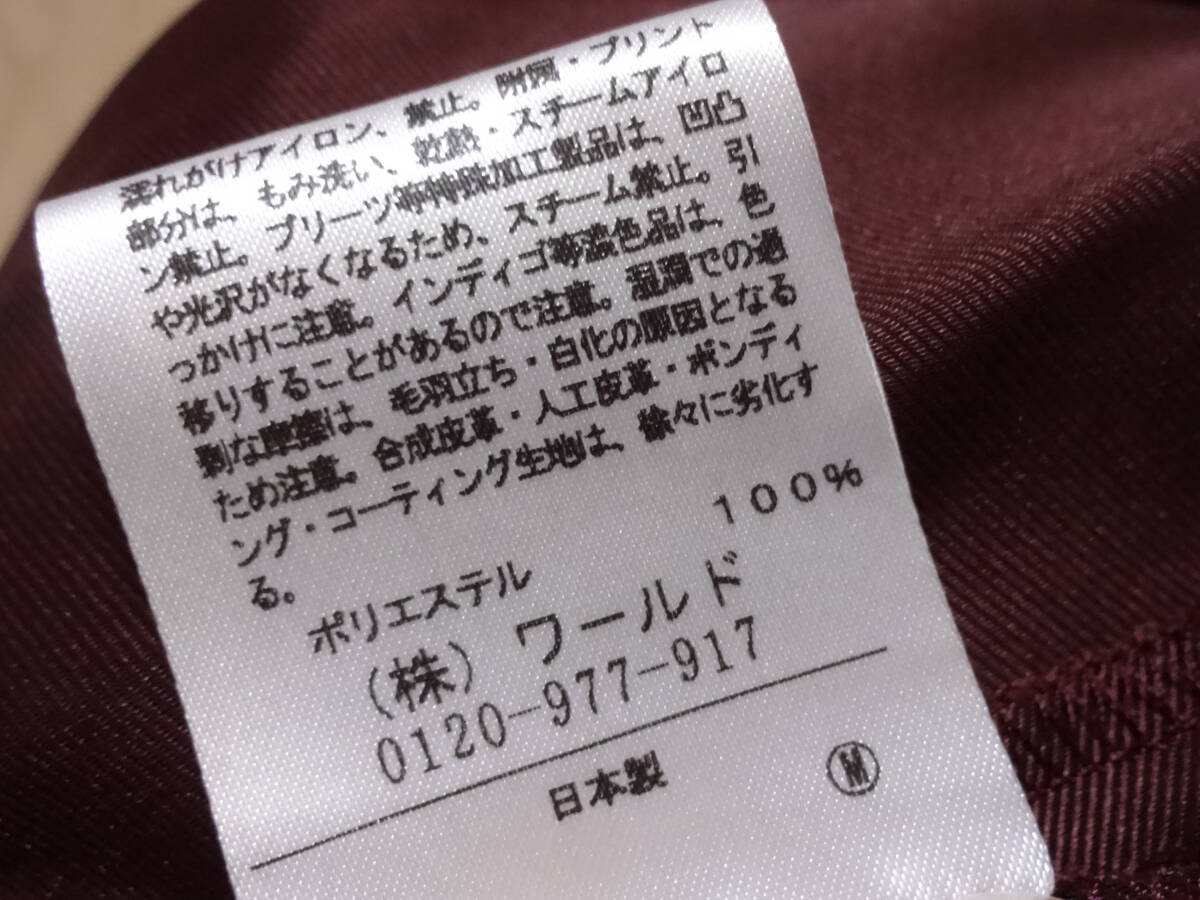 濡れがけアイロン、禁止。附属・プリント
部分は、もみ洗い、乾熱・スチームアイロ
ン禁止。プリーツ等特殊加工製品は、凹凸
や光沢がなくなるため、スチーム禁止。引
っかけに注意。インディゴ等濃色品は、色
移りすることがあるので注意。湿潤での過
剰な摩擦は、毛羽立ち・白化の原因となる
ため注意。合成皮革・人工皮革・ボンディ
ング・コーティング生地は、徐々に劣化す
る。
ポリエステル 100%
(株) ワールド
0120-977-917
日本製 Ⓜ